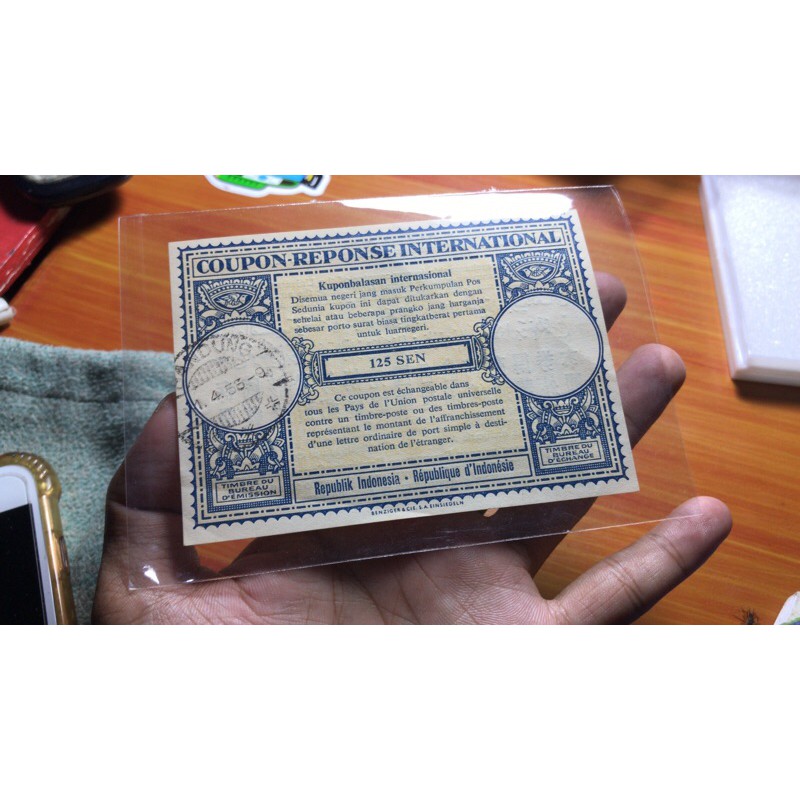 COUPON-REPONSE INTERNATIONAL
Kuponbalasan internasional
Disemua negeri jang masuk Perkumpulan Pos
Sedunia kupon ini dapat ditukarkan dengan
sehelai atau beberapa prangko jang harganja
sebesar porto surat biasa tingkatberat pertama
untuk luarnegeri.
125 SEN
Ce coupon est échangeable dans
tous les Pays de l'Union postale universelle
contre un timbre-poste ou des timbres-poste
représentant le montant de l'affranchissement
d'une lettre ordinaire de port simple à desti-
nation de l'étranger.
TIMBRE DU
BUREAU
D'EMISSION
TIMBRE DU
BUREAU
D'ECHANGE
Republik Indonesia • République d'Indonésie
BENZIGER & CIE. S.A. EINSIEDELN